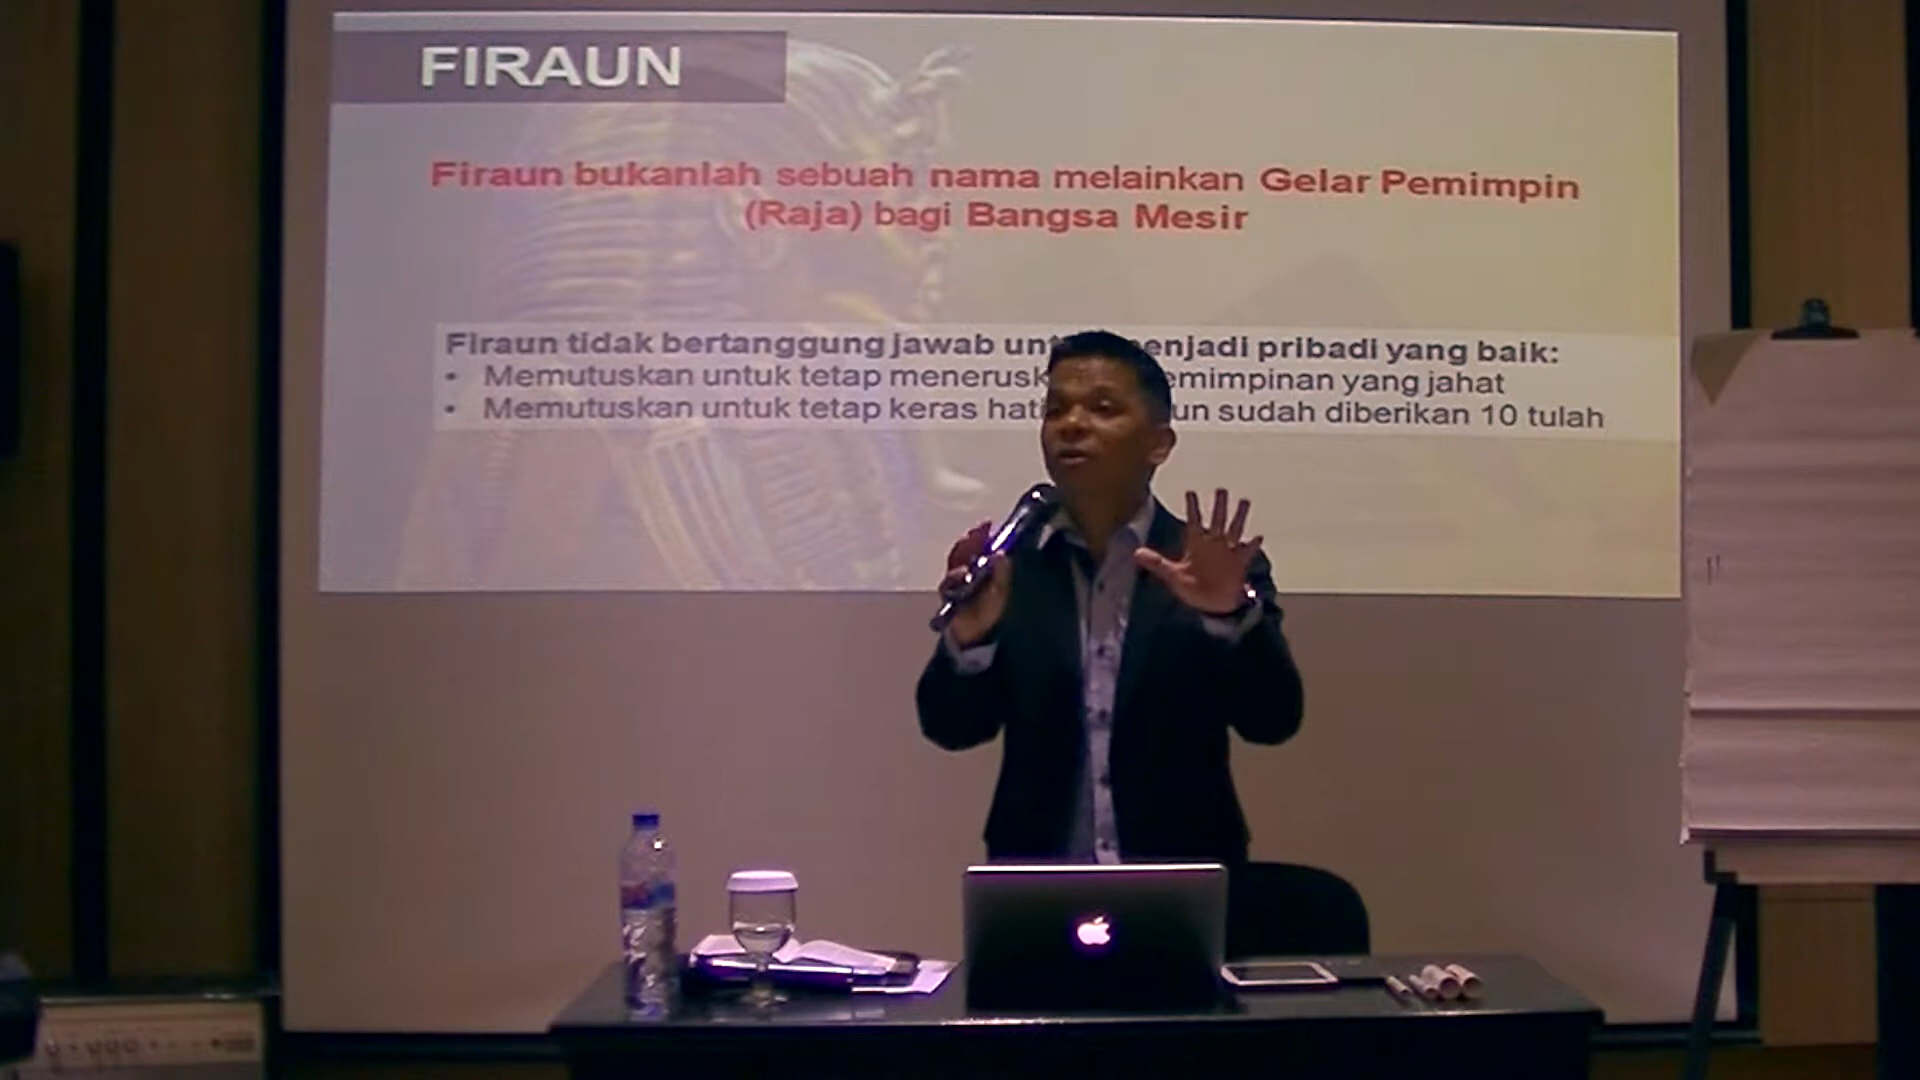 FIRAUN
Firaun bukanlah sebuah nama melainkan Gelar Pemimpin
(Raja) bagi Bangsa Mesir
Firaun tidak bertanggung jawab menjadi pribadi yang baik:
• Memutuskan untuk tetap yang jahat
• Memutuskan untuk tetap keras sudah diberikan 10 tulah